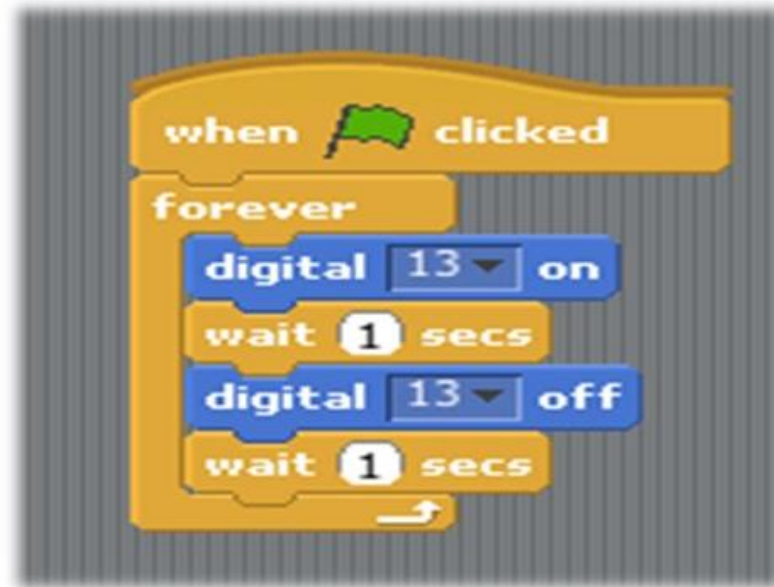 when clicked
forever
digital 13 on
wait 1 secs
digital 13 off
wait 1 secs